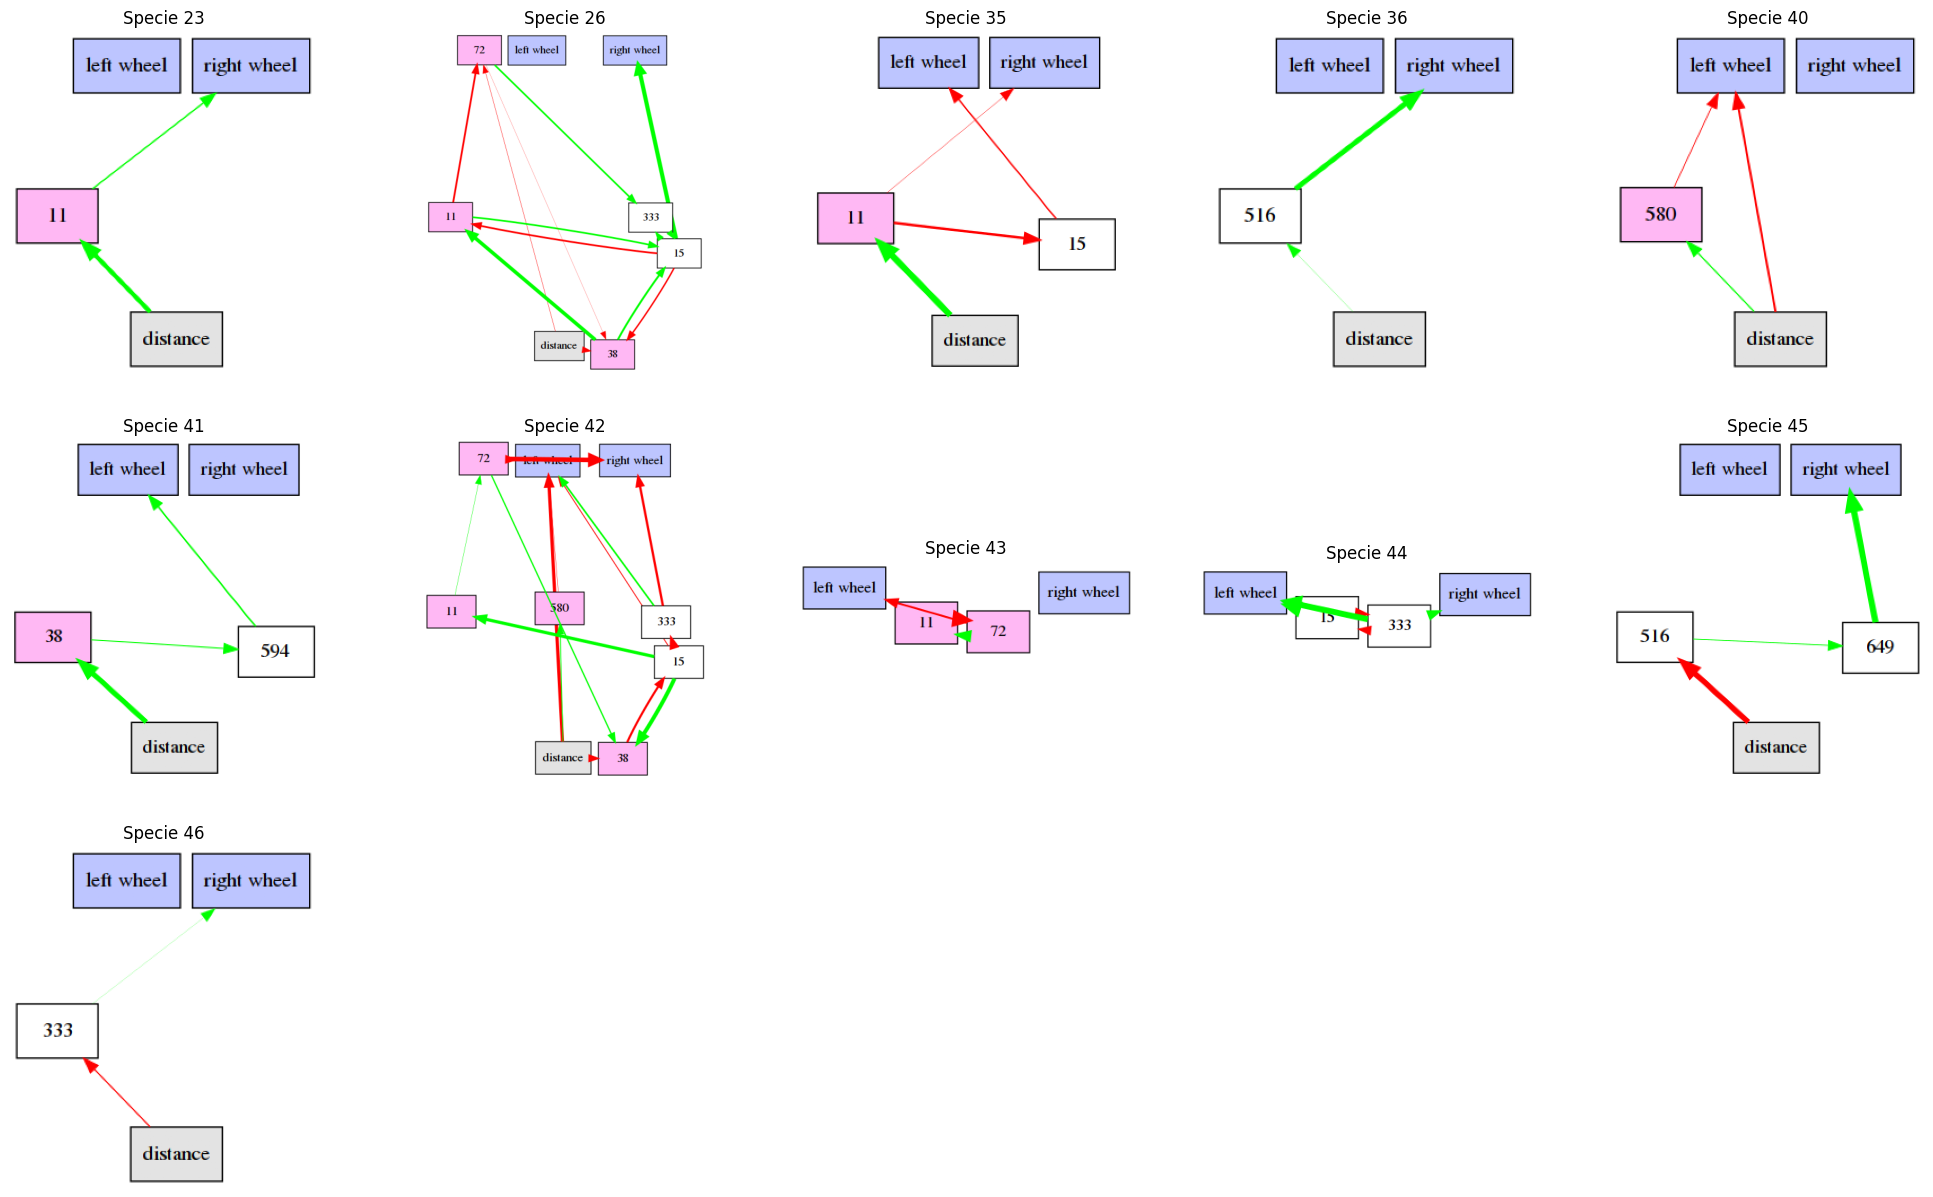 Specie 23
left wheel
right wheel
11
distance
Specie 26
72
left wheel
right wheel
11
333
15
distance
38
Specie 35
left wheel
right wheel
11
15
distance
Specie 36
left wheel
right wheel
516
distance
Specie 40
left wheel
right wheel
580
distance
Specie 41
left wheel
right wheel
38
594
distance
Specie 42
72
left wheel
right wheel
11
580
333
15
distance
38
Specie 43
left wheel
right wheel
11
72
Specie 44
left wheel
right wheel
15
333
Specie 45
left wheel
right wheel
516
649
distance
Specie 46
left wheel
right wheel
333
distance